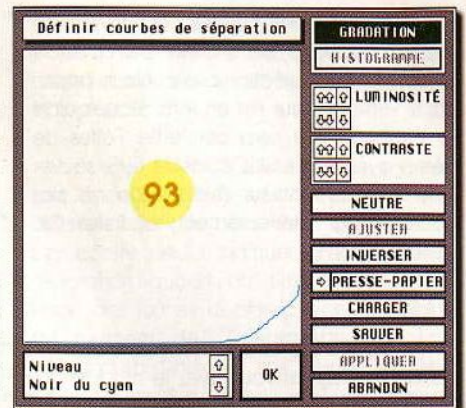 Définir courbes de séparation
93
Niveau
Noir du cyan
OK
GRADATION
HISTOGRAMME
LUMINOSITÉ
CONTRASTE
NEUTRE
AJUSTER
INVERSER
PRESSE-PAPIER
CHARGER
SAUVER
APPLIQUER
ABANDON